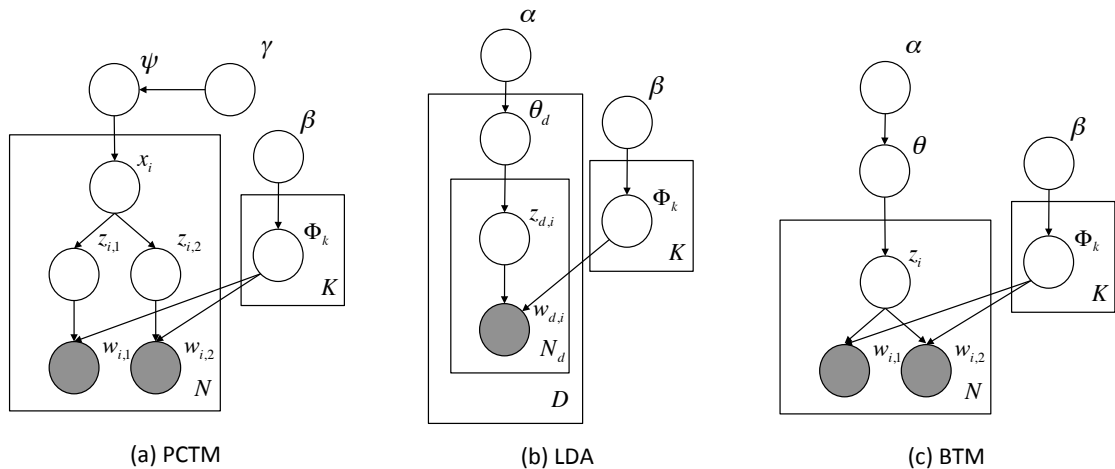 ψ
γ
β
x_i
z_{i,1}
z_{i,2}
Φ_k
K
w_{i,1}
w_{i,2}
N
(a) PCTM
α
θ_d
β
z_{d,i}
Φ_k
K
w_{d,i}
N_d
D
(b) LDA
α
θ
β
z_i
Φ_k
K
w_{i,1}
w_{i,2}
N
(c) BTM